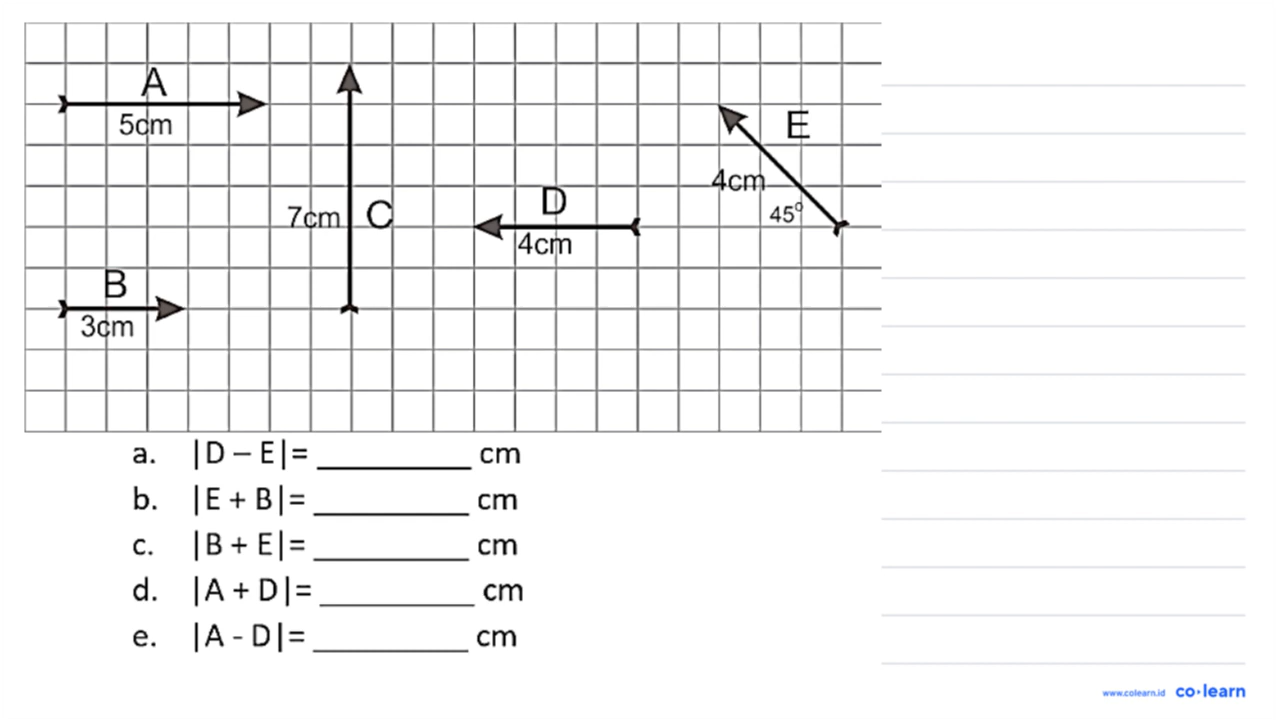 A
5cm
E
4cm
45°
7cm C
D
4cm
B
3cm
a. |D – E|= __________ cm
b. |E + B|= __________ cm
c. |B + E|= __________ cm
d. |A + D|= __________ cm
e. |A - D|= __________ cm
www.colearn.id co·learn